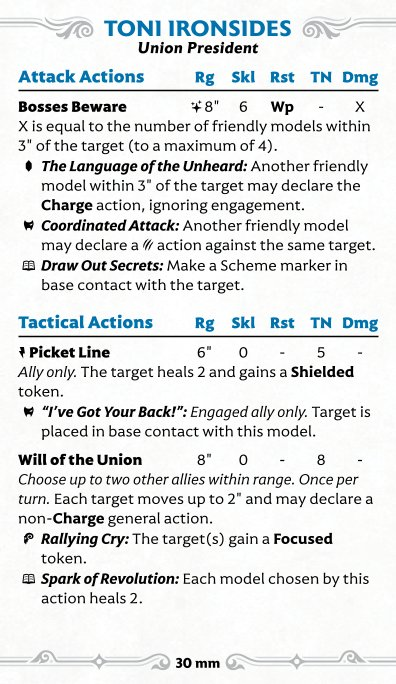 TONI IRONSIDES
Union President
Attack Actions Rg Skl Rst TN Dmg
Bosses Beware 8" 6 Wp - X
X is equal to the number of friendly models within
3" of the target (to a maximum of 4).
The Language of the Unheard: Another friendly
model within 3" of the target may declare the
Charge action, ignoring engagement.
Coordinated Attack: Another friendly model
may declare a action against the same target.
Draw Out Secrets: Make a Scheme marker in
base contact with the target.
Tactical Actions Rg Skl Rst TN Dmg
Picket Line 6" 0 - 5 -
Ally only. The target heals 2 and gains a Shielded
token.
“I’ve Got Your Back!”: Engaged ally only. Target is
placed in base contact with this model.
Will of the Union 8" 0 - 8 -
Choose up to two other allies within range. Once per
turn. Each target moves up to 2" and may declare a
non-Charge general action.
Rallying Cry: The target(s) gain a Focused
token.
Spark of Revolution: Each model chosen by this
action heals 2.
30 mm